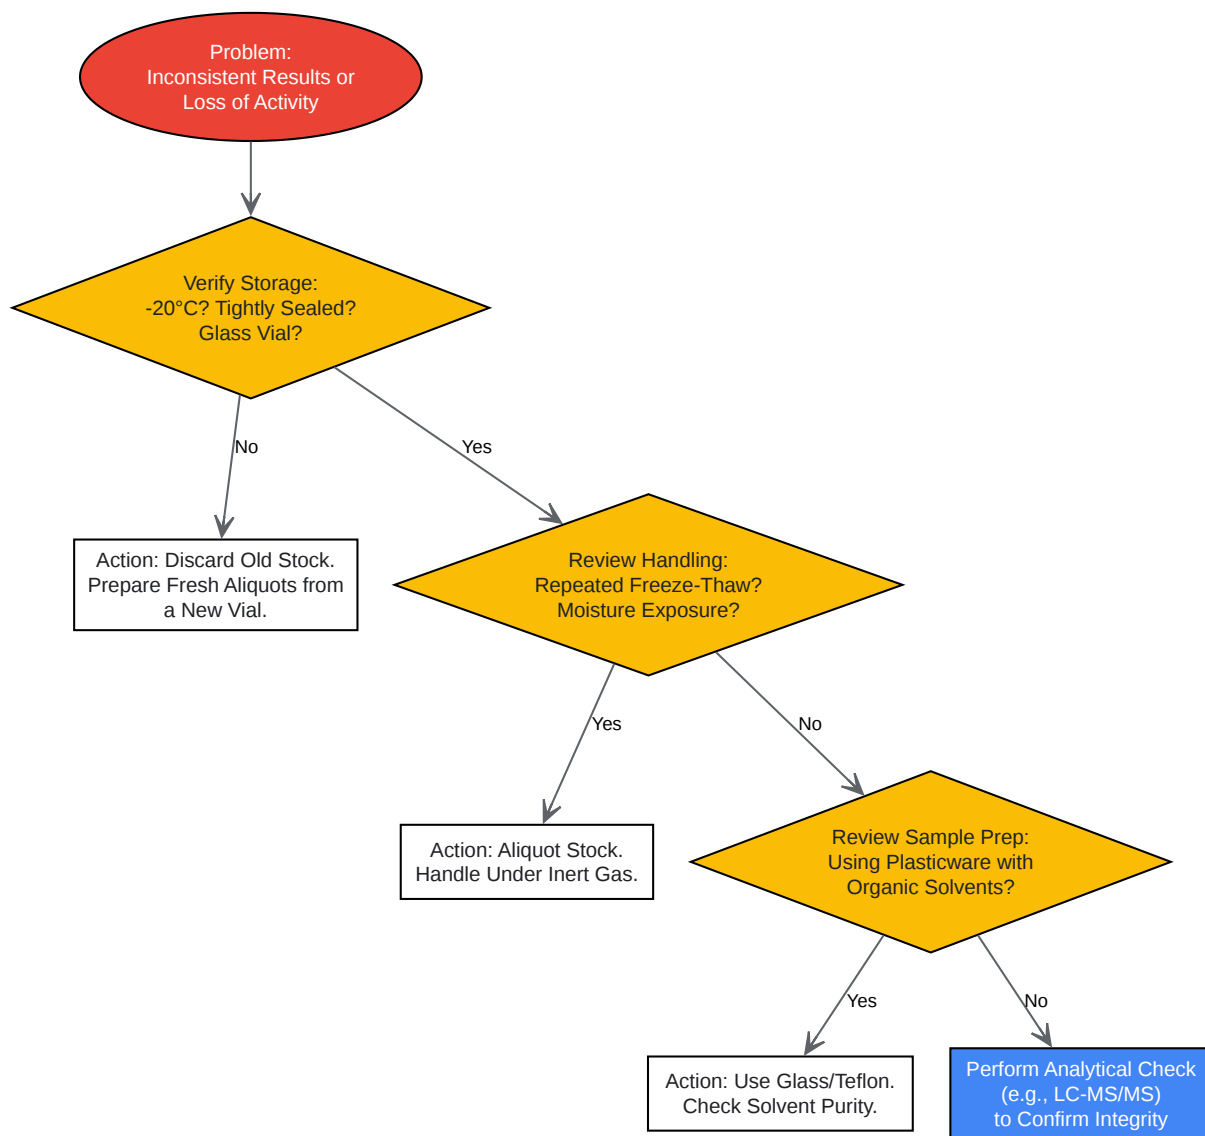 Problem:
Inconsistent Results or
Loss of Activity
Verify Storage:
-20°C? Tightly Sealed?
Glass Vial?
No
Yes
Action: Discard Old Stock.
Prepare Fresh Aliquots from
a New Vial.
Review Handling:
Repeated Freeze-Thaw?
Moisture Exposure?
Yes
No
Action: Aliquot Stock.
Handle Under Inert Gas.
Review Sample Prep:
Using Plasticware with
Organic Solvents?
Yes
No
Action: Use Glass/Teflon.
Check Solvent Purity.
Perform Analytical Check
(e.g., LC-MS/MS)
to Confirm Integrity